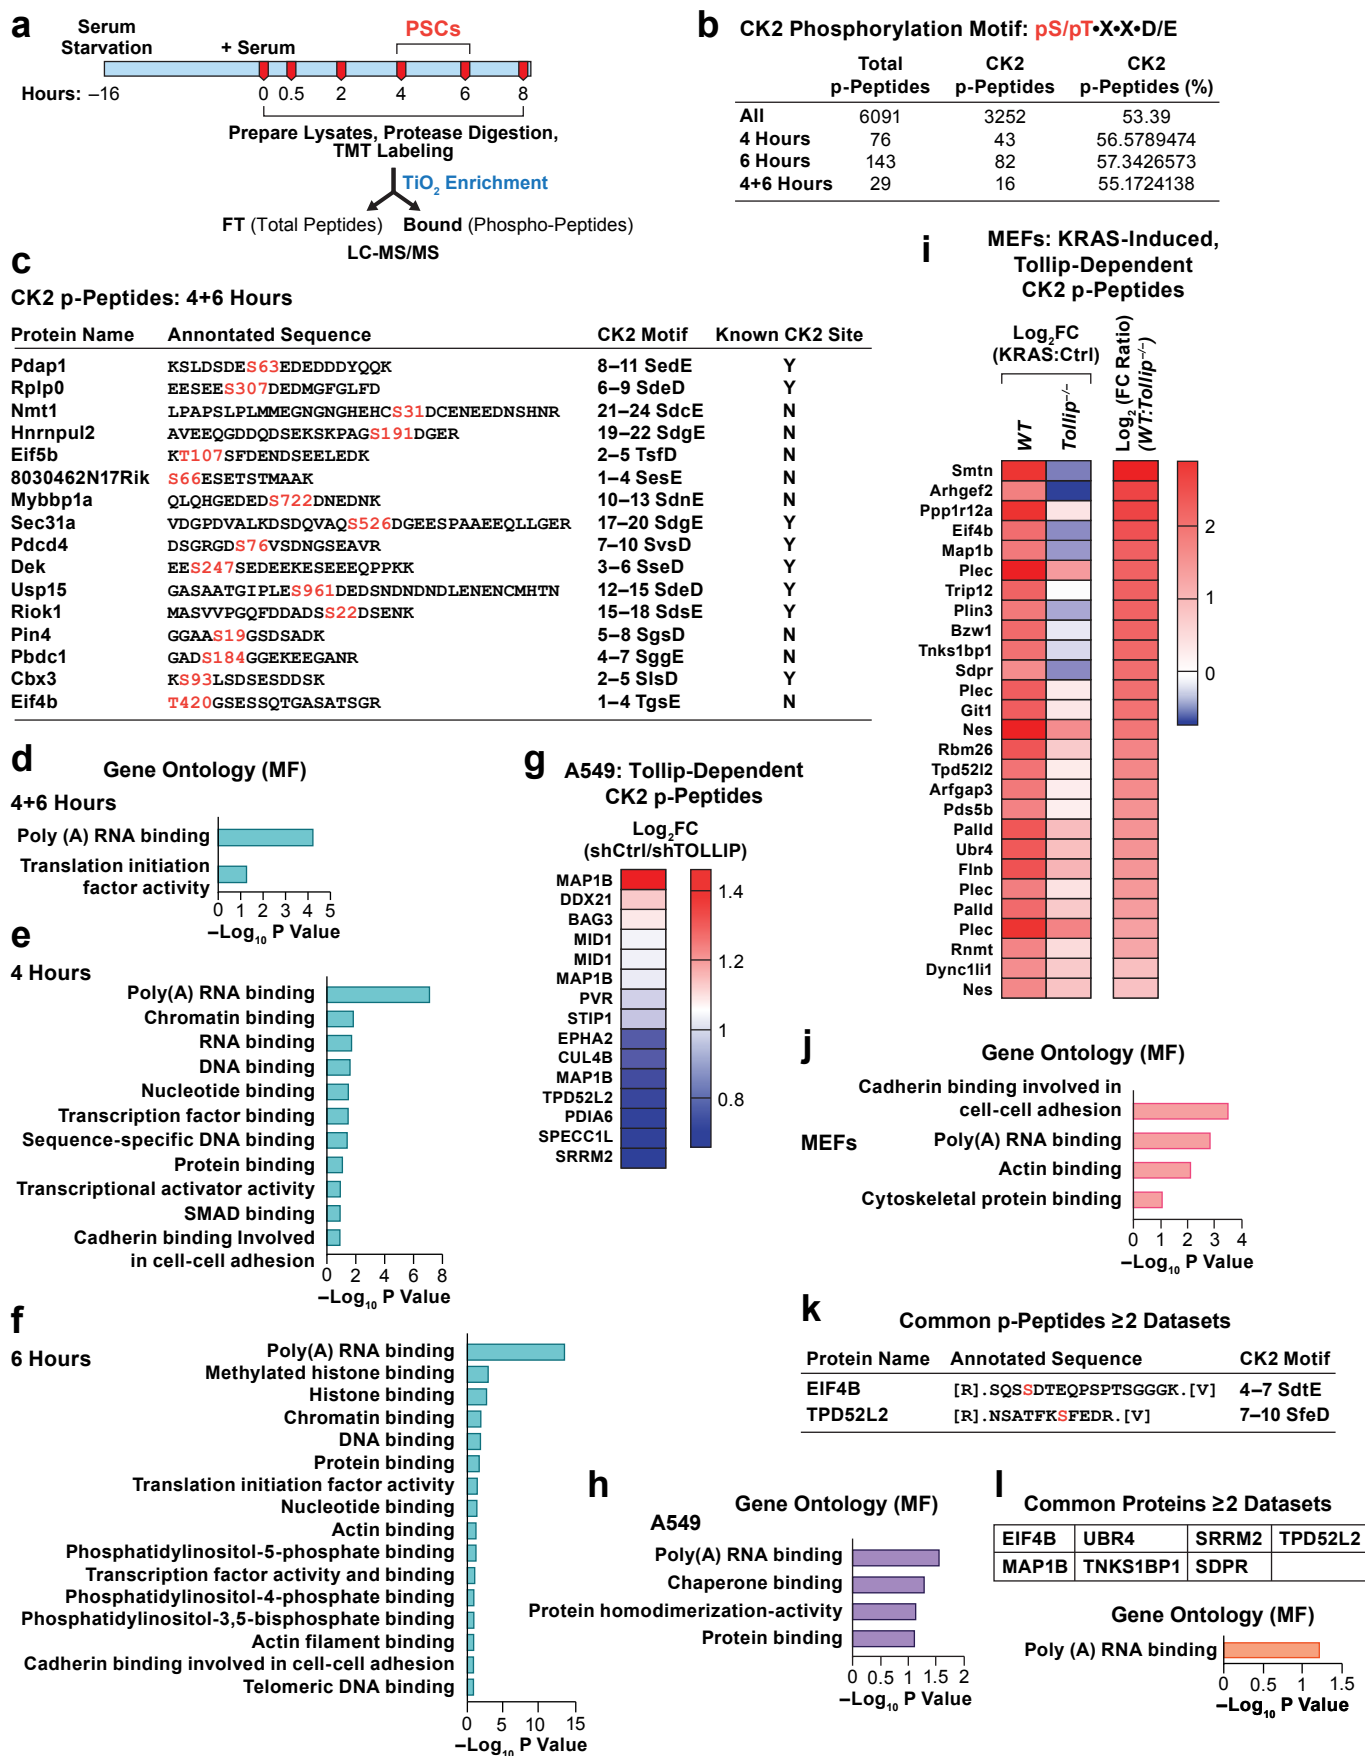 a
Serum
Starvation
+ Serum
PSCs
Hours: –16
0 0.5 2 4 6 8
Prepare Lysates, Protease Digestion,
TMT Labeling
TiO2 Enrichment
FT (Total Peptides) Bound (Phospho-Peptides)
LC-MS/MS
b CK2 Phosphorylation Motif: pS/pT•X•X•D/E
Total p-Peptides CK2 p-Peptides CK2 p-Peptides (%)
All 6091 3252 53.39
4 Hours 76 43 56.5789474
6 Hours 143 82 57.3426573
4+6 Hours 29 16 55.1724138
c
CK2 p-Peptides: 4+6 Hours
Protein Name Annontated Sequence CK2 Motif Known CK2 Site
Pdap1 KSLDSDES63EDEDDDYQQK 8–11 SedE Y
Rplp0 EESEES307DEDMGFGLFD 6–9 SdeD Y
Nmt1 LPAPSLPLMMEGNGNGHEHCS31DCENEEDNSHNR 21–24 SdcE N
Hnrnpul2 AVEEQGDDQDSEKSKPAGS191DGER 19–22 SdgE N
Eif5b KT107SFDENDSEELEDK 2–5 TsfD N
8030462N17Rik S66ESETSTMAAK 1–4 SesE N
Mybbp1a QLQHGEDEDS722DNEDNK 10–13 SdnE N
Sec31a VDGPDVALKDSDQVAQS526DGEESPAAEEQLLGER 17–20 SdgE Y
Pdcd4 DSGRGDS76VSDNGSEAVR 7–10 SvsD Y
Dek EES247SEDEEKESEEEQPPKK 3–6 SseD Y
Usp15 GASAATGIPLES961DEDSNDNDNDLENENCMHTN 12–15 SdeD Y
Riok1 MASVVPGQFDDADSS22DSENK 15–18 SdsE Y
Pin4 GGAAS19GSDSADK 5–8 SgsD N
Pbdc1 GADS184GGEKEEGANR 4–7 SggE N
Cbx3 KS93LSDSESDDSK 2–5 SlsD Y
Eif4b T420GSESSQTGASATSGR 1–4 TgsE N
d Gene Ontology (MF)
4+6 Hours
Poly (A) RNA binding
Translation initiation
factor activity
0 1 2 3 4 5
–Log10 P Value
e
4 Hours
Poly(A) RNA binding
Chromatin binding
RNA binding
DNA binding
Nucleotide binding
Transcription factor binding
Sequence-specific DNA binding
Protein binding
Transcriptional activator activity
SMAD binding
Cadherin binding Involved
in cell-cell adhesion
0 2 4 6 8
–Log10 P Value
f
6 Hours
Poly(A) RNA binding
Methylated histone binding
Histone binding
Chromatin binding
DNA binding
Protein binding
Translation initiation factor activity
Nucleotide binding
Actin binding
Phosphatidylinositol-5-phosphate binding
Transcription factor activity and binding
Phosphatidylinositol-4-phosphate binding
Phosphatidylinositol-3,5-bisphosphate binding
Actin filament binding
Cadherin binding involved in cell-cell adhesion
Telomeric DNA binding
0 5 10 15
–Log10 P Value
g A549: Tollip-Dependent
CK2 p-Peptides
Log2FC
(shCtrl/shTOLLIP)
MAP1B
DDX21
BAG3
MID1
MID1
MAP1B
PVR
STIP1
EPHA2
CUL4B
MAP1B
TPD52L2
PDIA6
SPECC1L
SRRM2
1.4
1.2
1
0.8
h Gene Ontology (MF)
A549
Poly(A) RNA binding
Chaperone binding
Protein homodimerization-activity
Protein binding
0 0.5 1 1.5 2
–Log10 P Value
i MEFs: KRAS-Induced,
Tollip-Dependent
CK2 p-Peptides
Log2FC
(KRAS:Ctrl)
WT
Tollip–/–
Log2 (FC Ratio)
(WT:Tollip–/–)
Smtn
Arhgef2
Ppp1r12a
Eif4b
Map1b
Plec
Trip12
Plin3
Bzw1
Tnks1bp1
Sdpr
Plec
Git1
Nes
Rbm26
Tpd52l2
Arfgap3
Pds5b
Palld
Ubr4
Flnb
Plec
Palld
Plec
Rnmt
Dync1li1
Nes
2
1
0
j Gene Ontology (MF)
MEFs
Cadherin binding involved in
cell-cell adhesion
Poly(A) RNA binding
Actin binding
Cytoskeletal protein binding
0 1 2 3 4
–Log10 P Value
k Common p-Peptides ≥2 Datasets
Protein Name Annotated Sequence CK2 Motif
EIF4B [R].SQSSDTEQPSPTSGGGK.[V] 4–7 SdtE
TPD52L2 [R].NSATFKSFEDR.[V] 7–10 SfeD
l Common Proteins ≥2 Datasets
EIF4B UBR4 SRRM2 TPD52L2
MAP1B TNKS1BP1 SDPR
Gene Ontology (MF)
Poly (A) RNA binding
0 0.5 1 1.5
–Log10 P Value